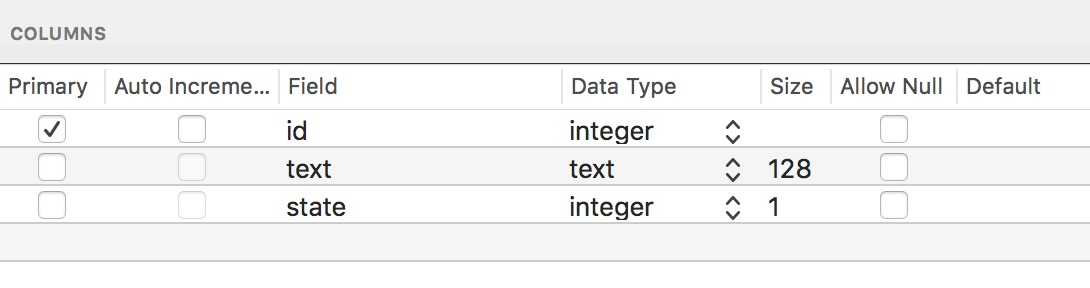 COLUMNS
Primary Auto Increme... Field Data Type Size Allow Null Default
id integer
text text 128
state integer 1